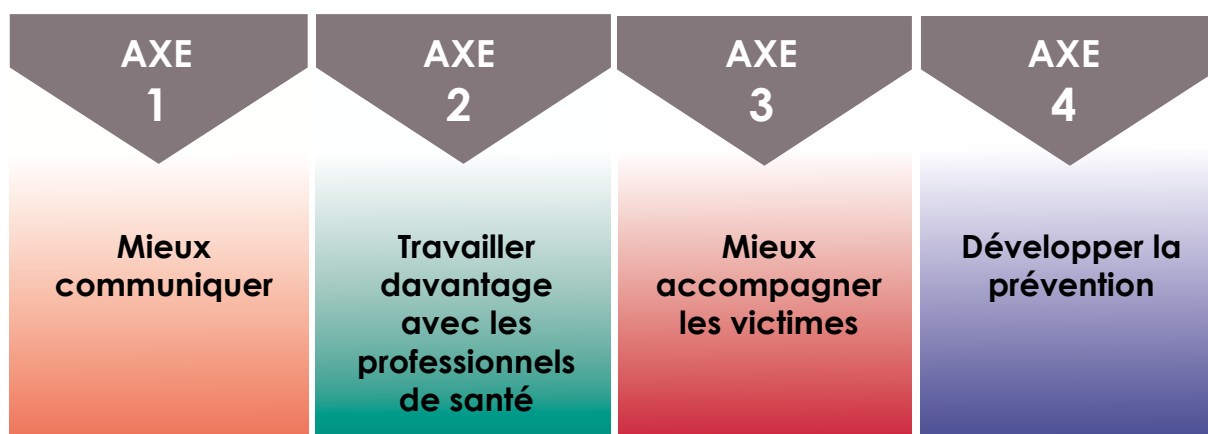 AXE
1
Mieux
communiquer
AXE
2
Travailler
davantage
avec les
professionnels
de santé
AXE
3
Mieux
accompagner
les victimes
AXE
4
Développer la
prévention